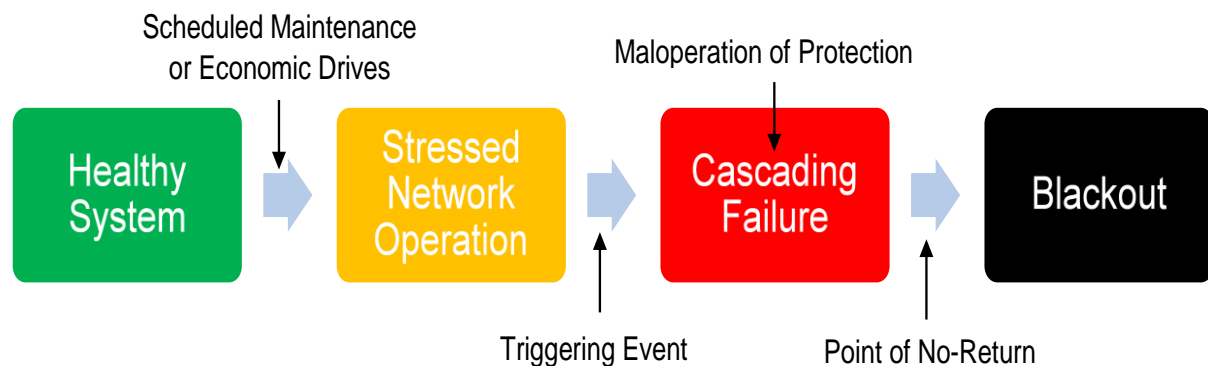 Scheduled Maintenance
or Economic Drives
Maloperation of Protection
Healthy
System
Stressed
Network
Operation
Cascading
Failure
Blackout
Triggering Event
Point of No-Return